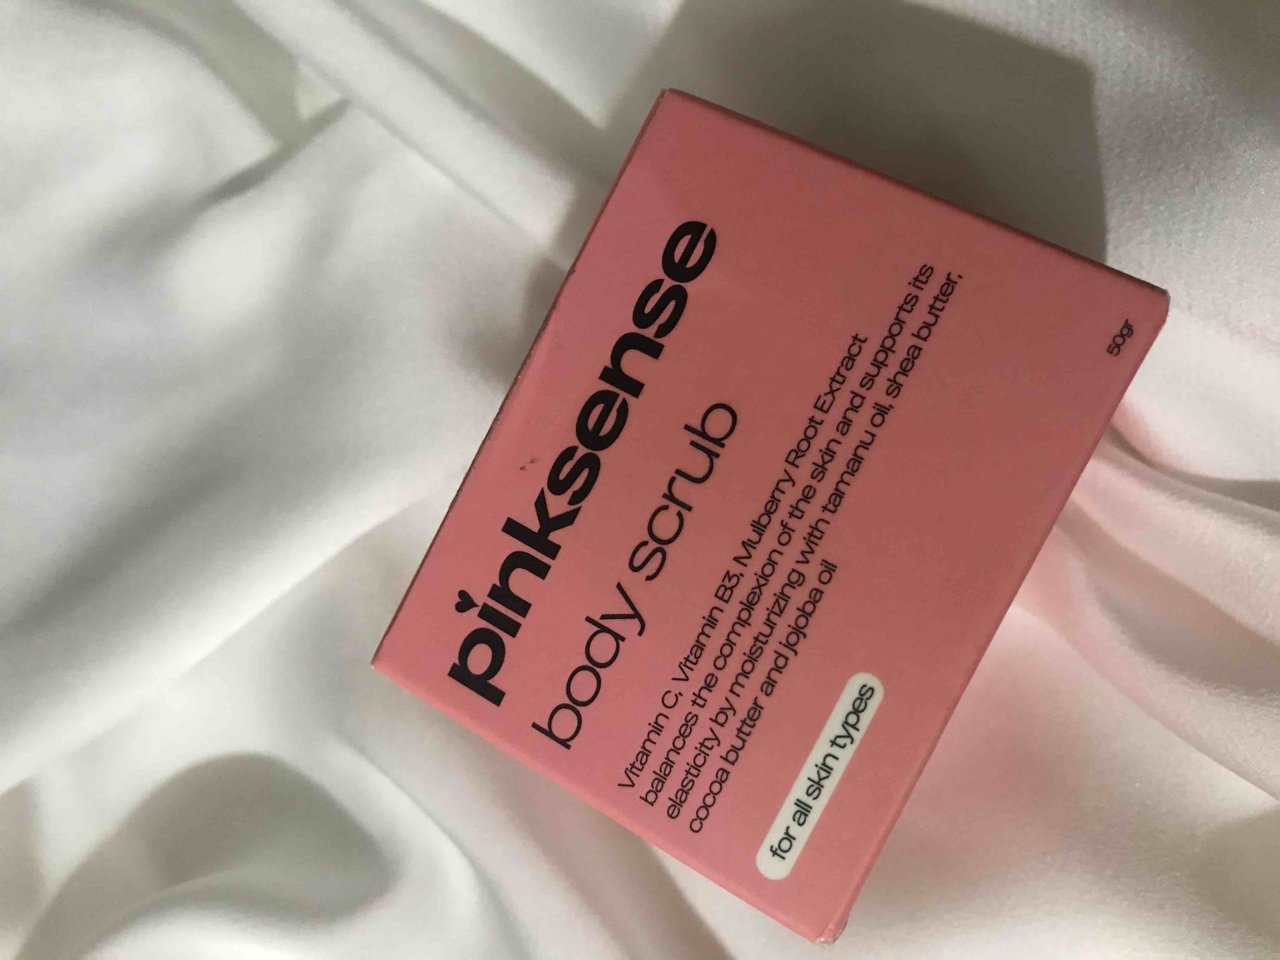 pinksense
body scrub
Vitamin C, Vitamin B3, Mulberry Root Extract
balances the complexion of the skin and supports its
elasticity by moisturizing with tamanu oil, shea butter,
cocoa butter and jojoba oil
for all skin types
50gr